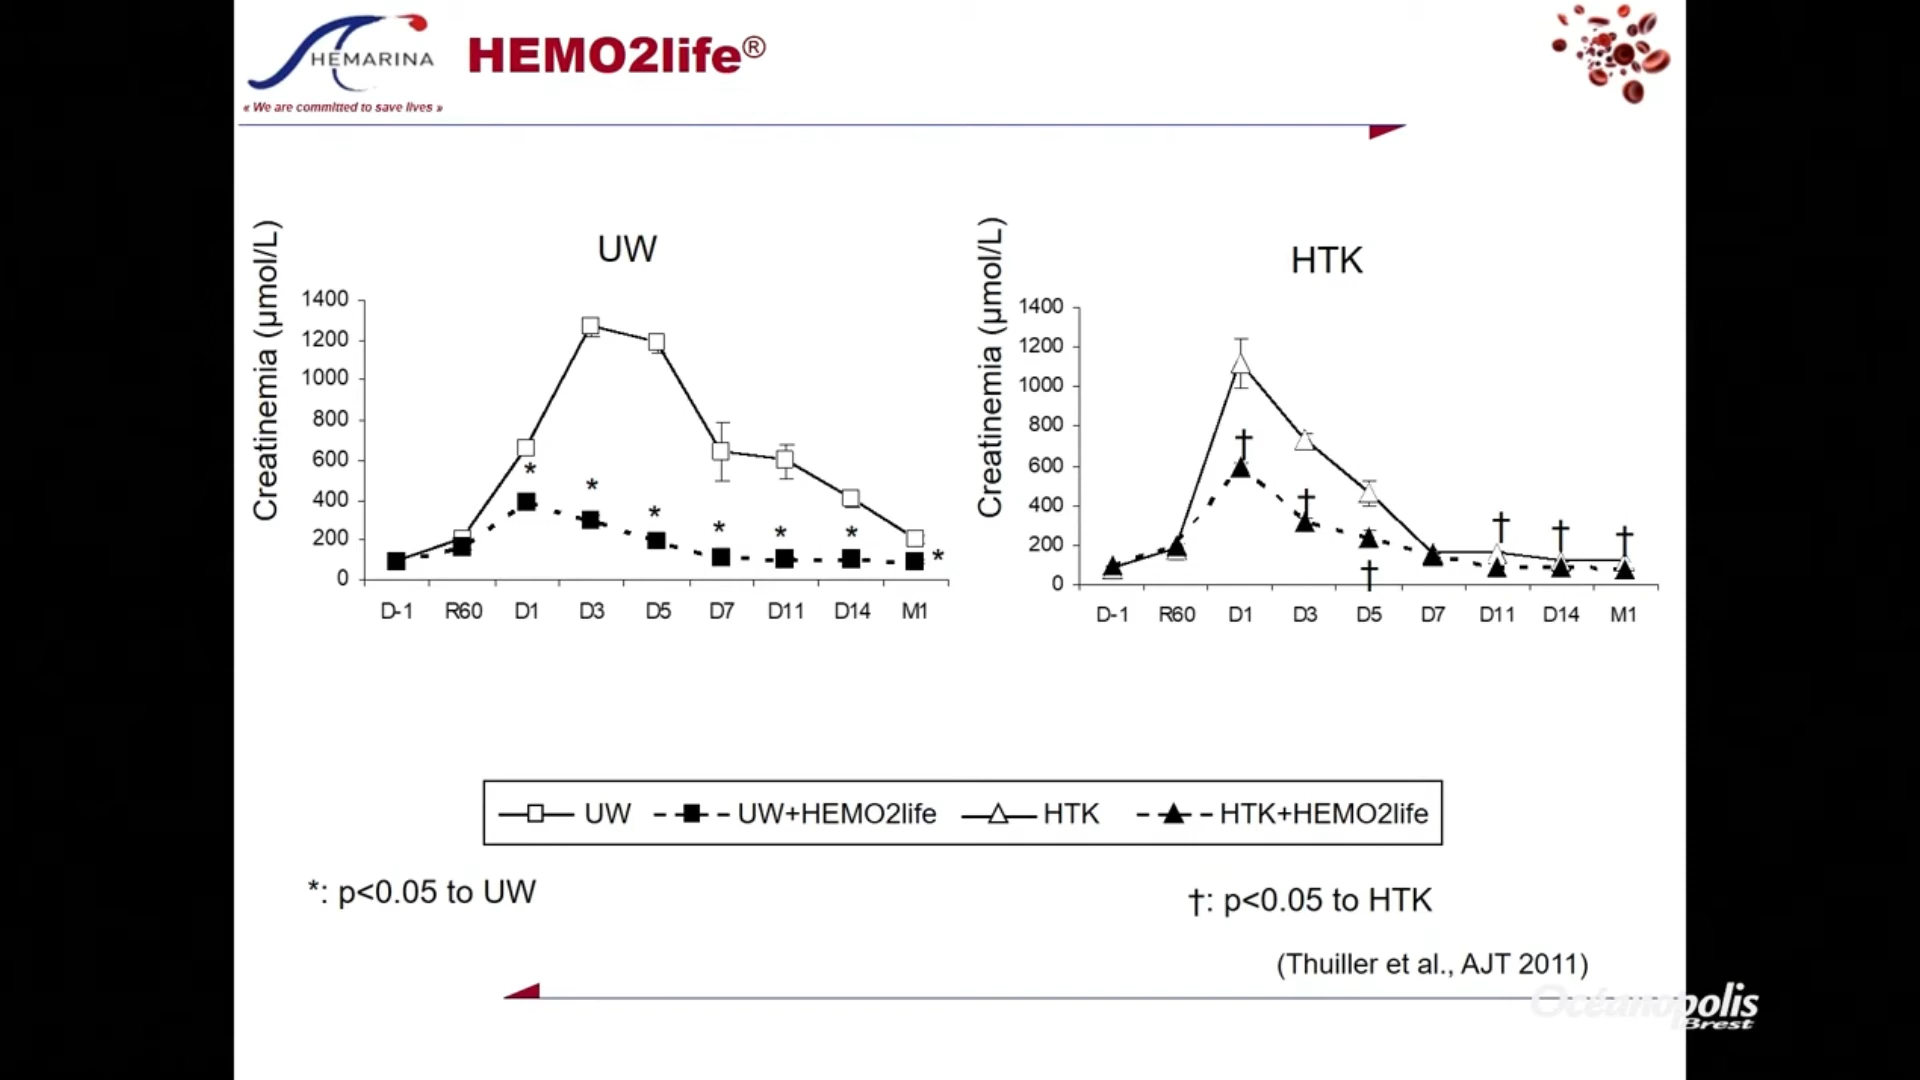 HEMARINA
« We are committed to save lives »
HEMO2life®
UW
Creatinemia (µmol/L)
1400
1200
1000
800
600
400
200
0
* * * * * * *
D-1 R60 D1 D3 D5 D7 D11 D14 M1
HTK
Creatinemia (µmol/L)
1400
1200
1000
800
600
400
200
0
† † † † † †
D-1 R60 D1 D3 D5 D7 D11 D14 M1
UW UW+HEMO2life HTK HTK+HEMO2life
*: p<0.05 to UW
†: p<0.05 to HTK
(Thuiller et al., AJT 2011)
Océanopolis
Brest